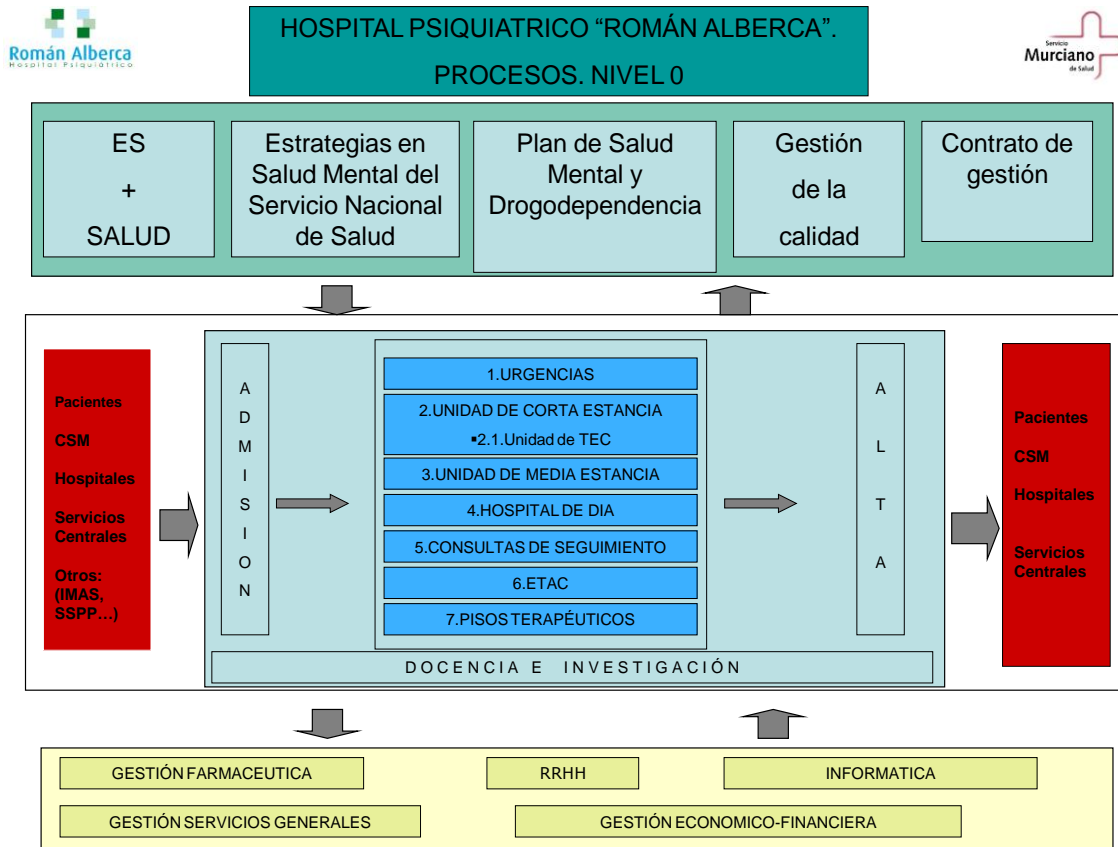 Román Alberca
Hospital Psiquiátrico
HOSPITAL PSIQUIATRICO “ROMÁN ALBERCA”.
PROCESOS. NIVEL 0
Servicio
Murciano
de Salud
ES
+
SALUD
Estrategias en
Salud Mental del
Servicio Nacional
de Salud
Plan de Salud
Mental y
Drogodependencia
Gestión
de la
calidad
Contrato de
gestión
Pacientes
CSM
Hospitales
Servicios
Centrales
Otros:
(IMAS,
SSPP…)
A
D
M
I
S
I
O
N
1.URGENCIAS
2.UNIDAD DE CORTA ESTANCIA
▪2.1.Unidad de TEC
3.UNIDAD DE MEDIA ESTANCIA
4.HOSPITAL DE DIA
5.CONSULTAS DE SEGUIMIENTO
6.ETAC
7.PISOS TERAPÉUTICOS
A
L
T
A
Pacientes
CSM
Hospitales
Servicios
Centrales
DOCENCIA E INVESTIGACIÓN
GESTIÓN FARMACEUTICA
RRHH
INFORMATICA
GESTIÓN SERVICIOS GENERALES
GESTIÓN ECONOMICO-FINANCIERA